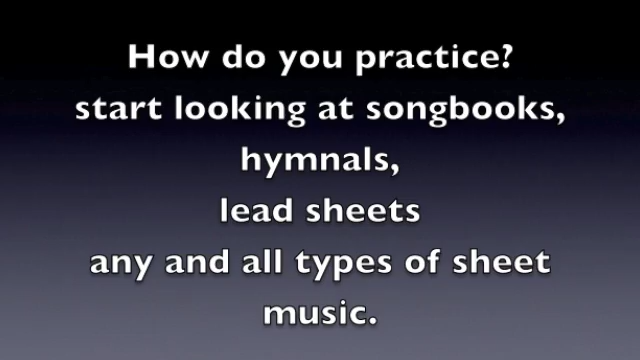 How do you practice?
start looking at songbooks,
hymnals,
lead sheets
any and all types of sheet
music.